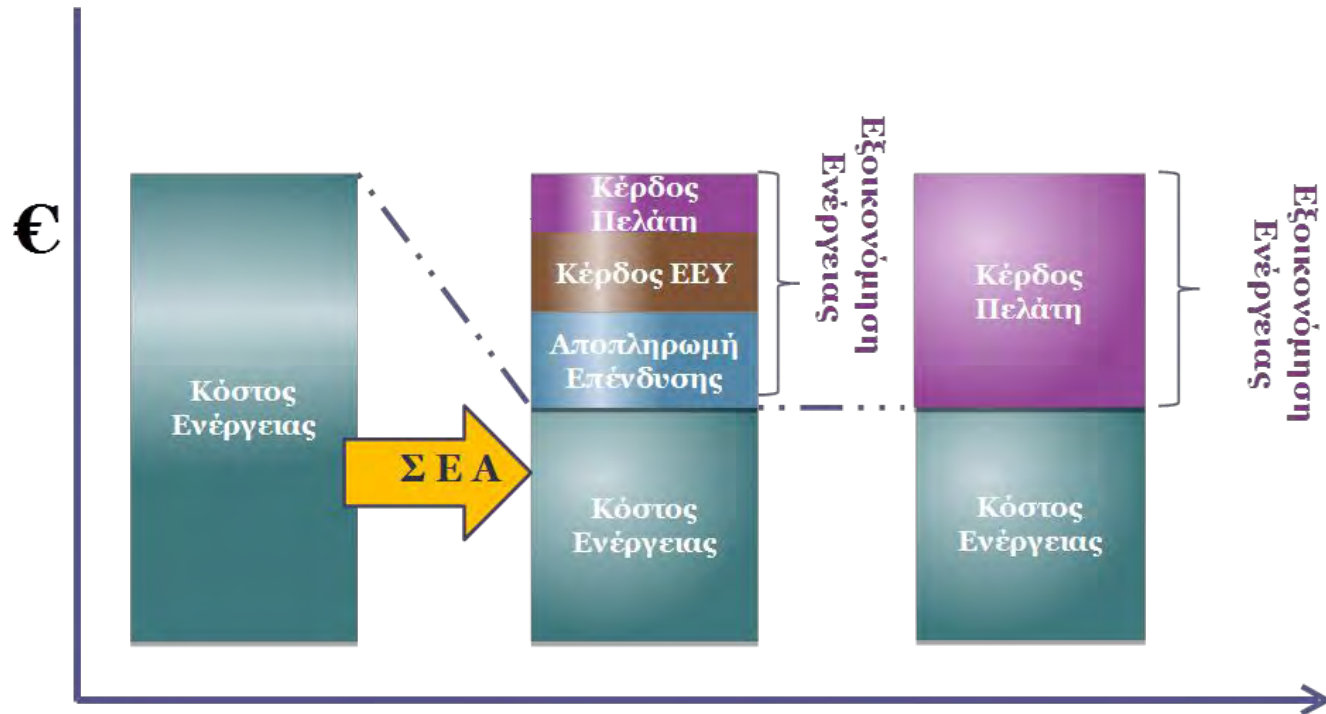 €
Κόστος
Ενέργειας
Σ Ε Α
Κέρδος
Πελάτη
Κέρδος ΕΕΥ
Αποπληρωμή
Επένδυσης
Κόστος
Ενέργειας
Εξοικονόμηση
Ενέργειας
Κέρδος
Πελάτη
Κόστος
Ενέργειας
Εξοικονόμηση
Ενέργειας